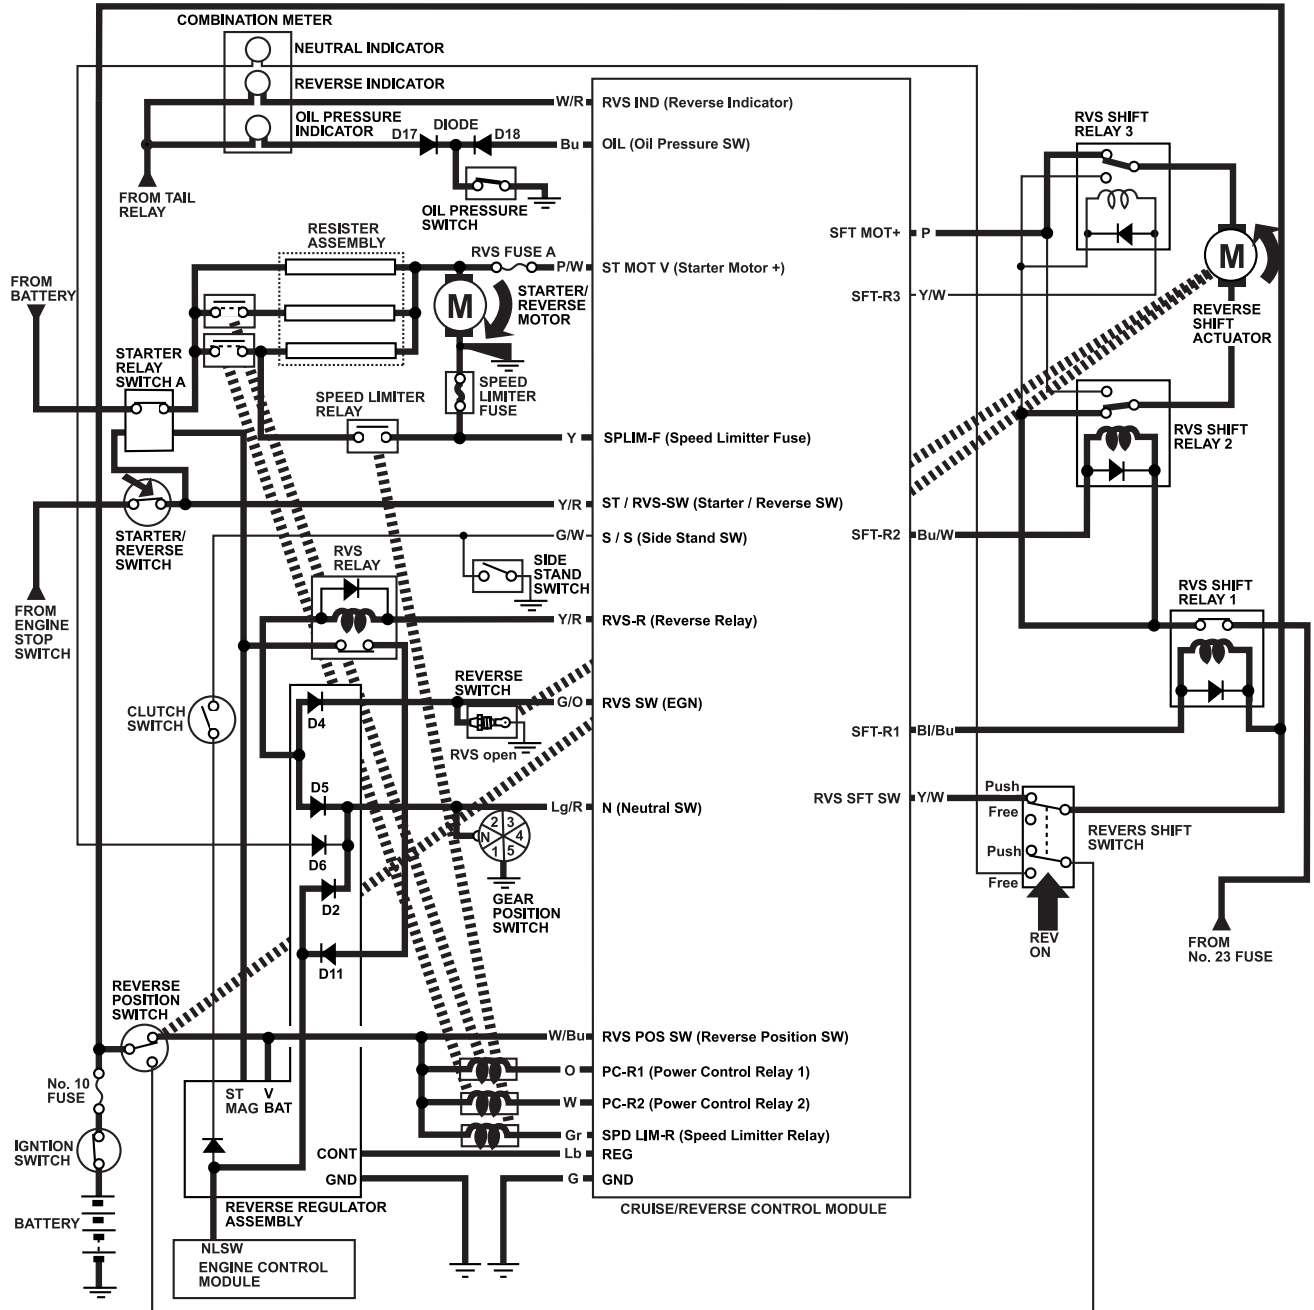 COMBINATION METER
NEUTRAL INDICATOR
REVERSE INDICATOR
OIL PRESSURE
INDICATOR
D17
DIODE
D18
W/R
RVS IND (Reverse Indicator)
Bu
OIL (Oil Pressure SW)
FROM TAIL
RELAY
OIL PRESSURE
SWITCH
RESISTER
ASSEMBLY
RVS FUSE A
P/W
ST MOT V (Starter Motor +)
FROM
BATTERY
M
STARTER/
REVERSE
MOTOR
STARTER
RELAY
SWITCH A
SPEED LIMITER
RELAY
SPEED
LIMITER
FUSE
Y
SPLIM-F (Speed Limitter Fuse)
Y/R
ST / RVS-SW (Starter / Reverse SW)
STARTER/
REVERSE
SWITCH
G/W
S / S (Side Stand SW)
RVS
RELAY
SIDE
STAND
SWITCH
FROM
ENGINE
STOP
SWITCH
Y/R
RVS-R (Reverse Relay)
REVERSE
SWITCH
CLUTCH
SWITCH
D4
G/O
RVS SW (EGN)
RVS open
D5
Lg/R
N (Neutral SW)
2 3
N 4
1 5
D6
D2
GEAR
POSITION
SWITCH
D11
REVERSE
POSITION
SWITCH
W/Bu
RVS POS SW (Reverse Position SW)
No. 10
FUSE
ST
MAG
V
BAT
O
PC-R1 (Power Control Relay 1)
W
PC-R2 (Power Control Relay 2)
Gr
SPD LIM-R (Speed Limitter Relay)
IGNTION
SWITCH
CONT
Lb
REG
GND
G
GND
BATTERY
REVERSE REGULATOR
ASSEMBLY
CRUISE/REVERSE CONTROL MODULE
NLSW
ENGINE CONTROL
MODULE
RVS SHIFT
RELAY 3
SFT MOT+
P
M
SFT-R3
Y/W
REVERSE
SHIFT
ACTUATOR
RVS SHIFT
RELAY 2
SFT-R2
Bu/W
RVS SHIFT
RELAY 1
SFT-R1
Bl/Bu
RVS SFT SW
Y/W
Push
Free
Push
Free
REVERS SHIFT
SWITCH
REV
ON
FROM
No. 23 FUSE